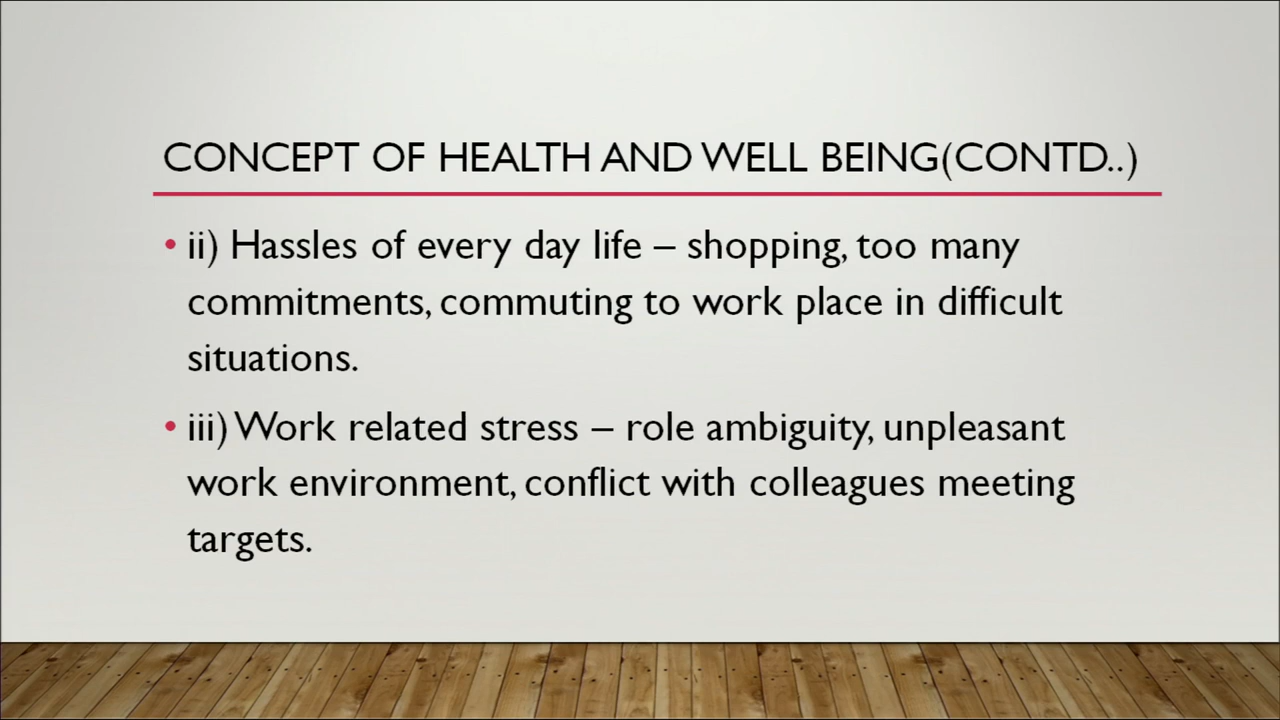 CONCEPT OF HEALTH AND WELL BEING(CONTD..)
• ii) Hassles of every day life – shopping, too many
commitments, commuting to work place in difficult
situations.
• iii) Work related stress – role ambiguity, unpleasant
work environment, conflict with colleagues meeting
targets.